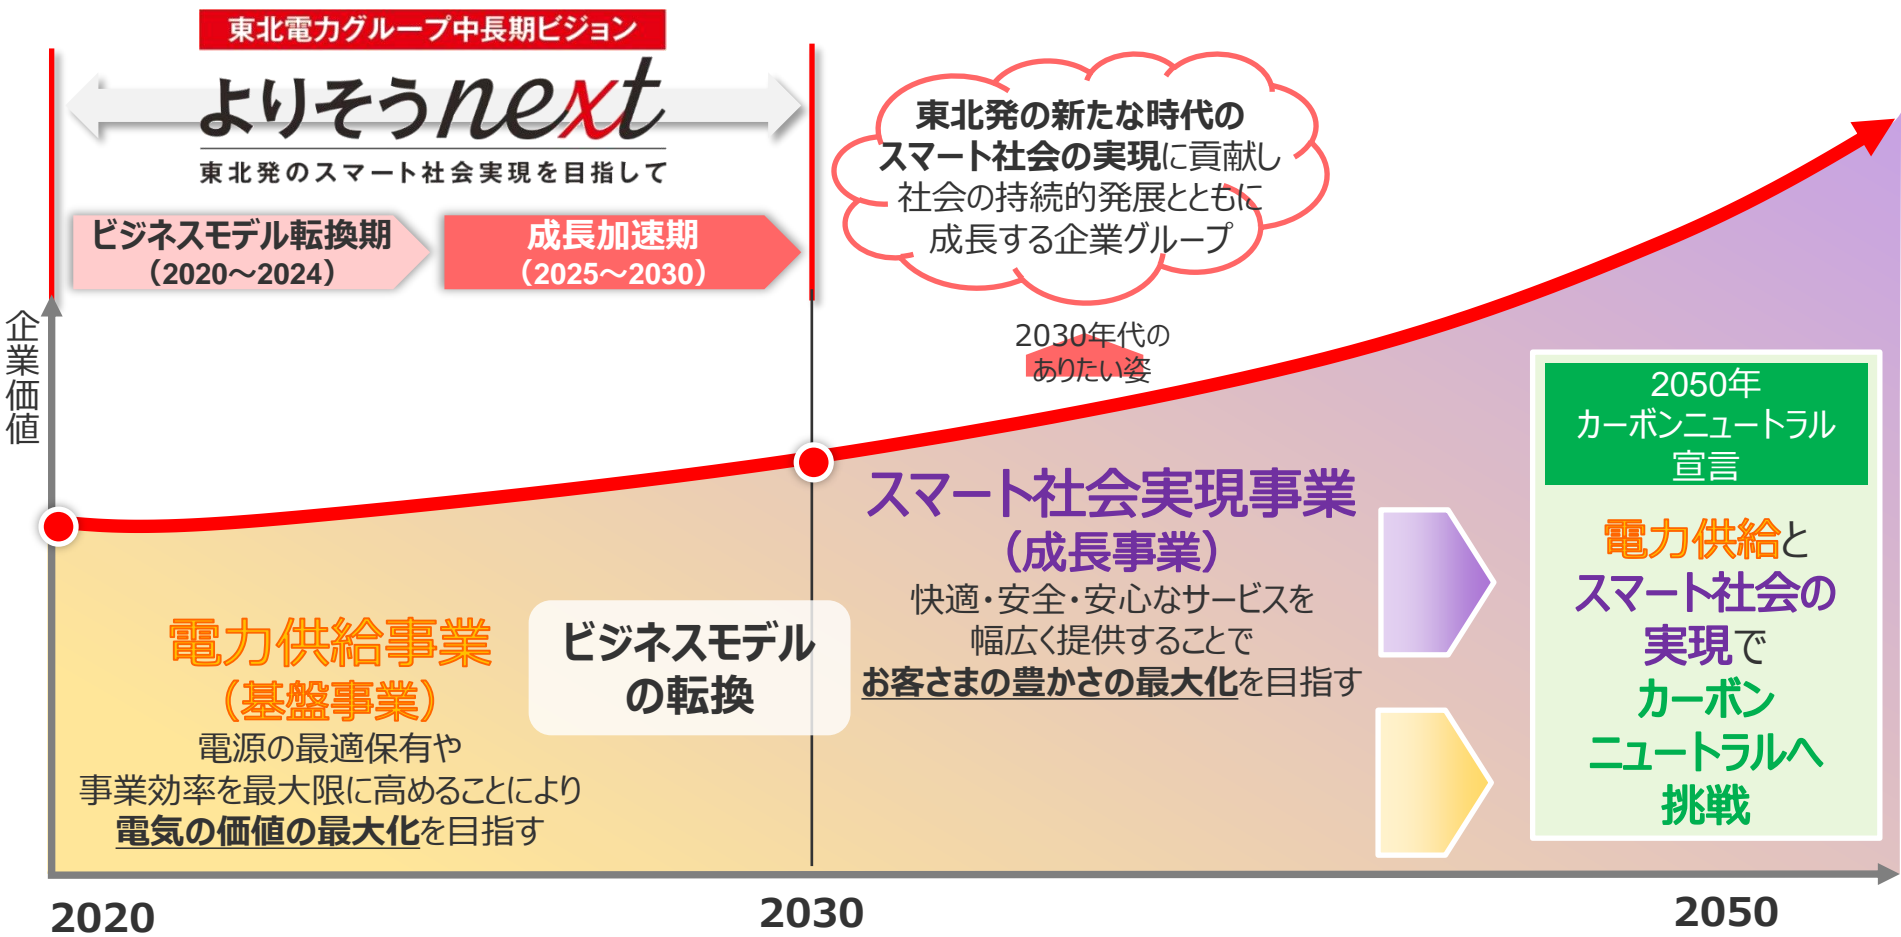 東北電力グループ中長期ビジョン
よりそうnext
東北発のスマート社会実現を目指して
ビジネスモデル転換期
（2020～2024）
成長加速期
（2025～2030）
東北発の新たな時代の
スマート社会の実現に貢献し
社会の持続的発展とともに
成長する企業グループ
2030年代の
ありたい姿
企業価値
2050年
カーボンニュートラル
宣言
電力供給と
スマート社会の
実現で
カーボン
ニュートラルへ
挑戦
スマート社会実現事業
（成長事業）
快適・安全・安心なサービスを
幅広く提供することで
お客さまの豊かさの最大化を目指す
ビジネスモデル
の転換
電力供給事業
（基盤事業）
電源の最適保有や
事業効率を最大限に高めることにより
電気の価値の最大化を目指す
2020
2030
2050